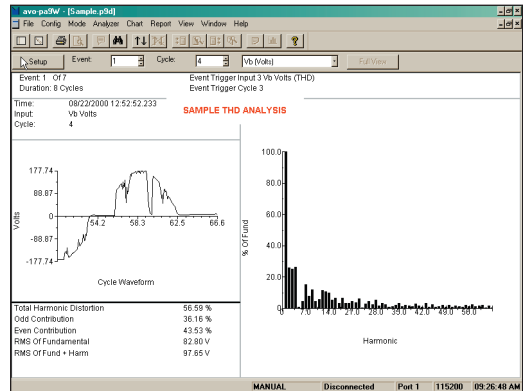 avo-pa9W - [Sample.p9d]
File Config Mode Analyzer Chart Report View Window Help
Setup Event: 1 Cycle: 4 Vb (Volts) Full View
Event: 1 Of 7 Event Trigger Input 3 Vb Volts (THD)
Duration: 8 Cycles Event Trigger Cycle 3
Time: 08/22/2000 12:52:52.233
Input: Vb Volts
Cycle: 4
SAMPLE THD ANALYSIS
177.74
88.87
0
-88.87
-177.74
Volts
54.2 58.3 62.5 66.6
Cycle Waveform
Total Harmonic Distortion 56.59 %
Odd Contribution 36.16 %
Even Contribution 43.53 %
RMS Of Fundamental 82.80 V
RMS Of Fund + Harm 97.65 V
100.0
80.0
60.0
40.0
20.0
% Of Fund
0 7.0 14.0 21.0 28.0 35.0 42.0 49.0 56.0
Harmonic
MANUAL Disconnected Port 1 115200 09:26:48 AM